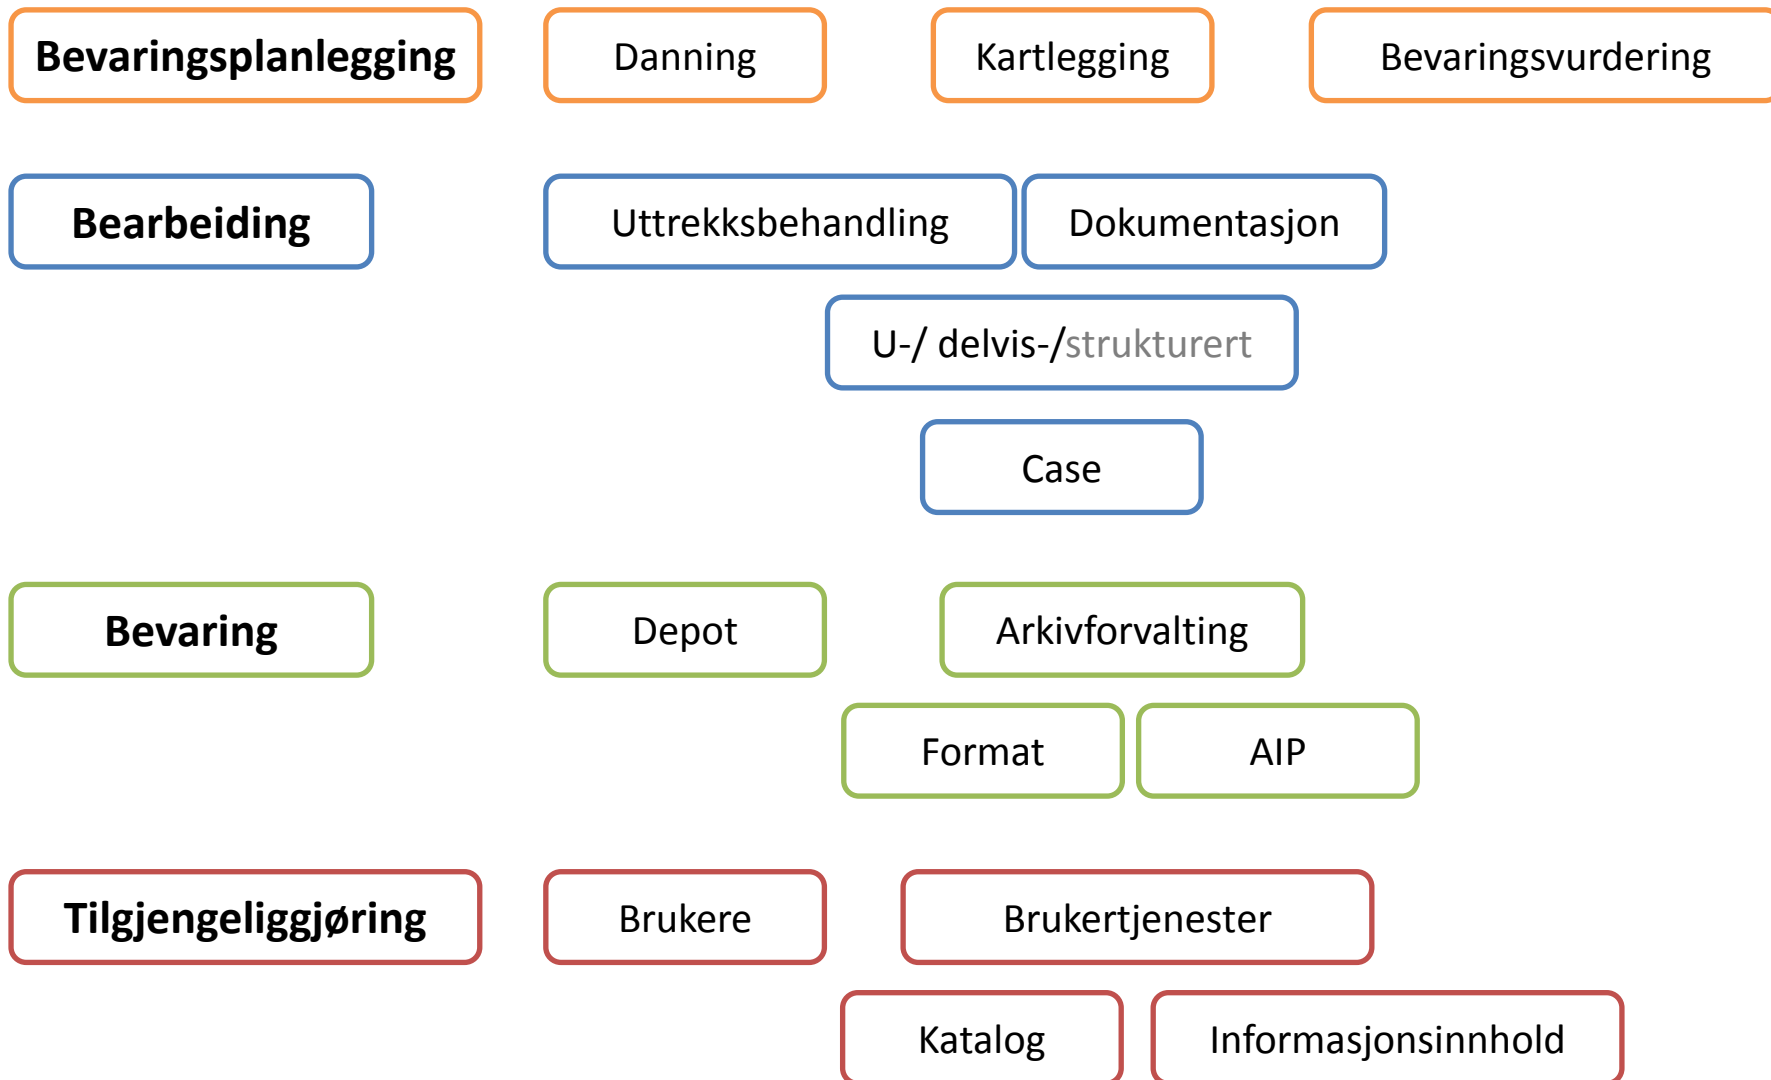 Bevaringsplanlegging
Danning
Kartlegging
Bevaringsvurdering
Bearbeiding
Uttrekksbehandling
Dokumentasjon
U-/ delvis-/strukturert
Case
Bevaring
Depot
Arkivforvalting
Format
AIP
Tilgjengeliggjøring
Brukere
Brukertjenester
Katalog
Informasjonsinnhold